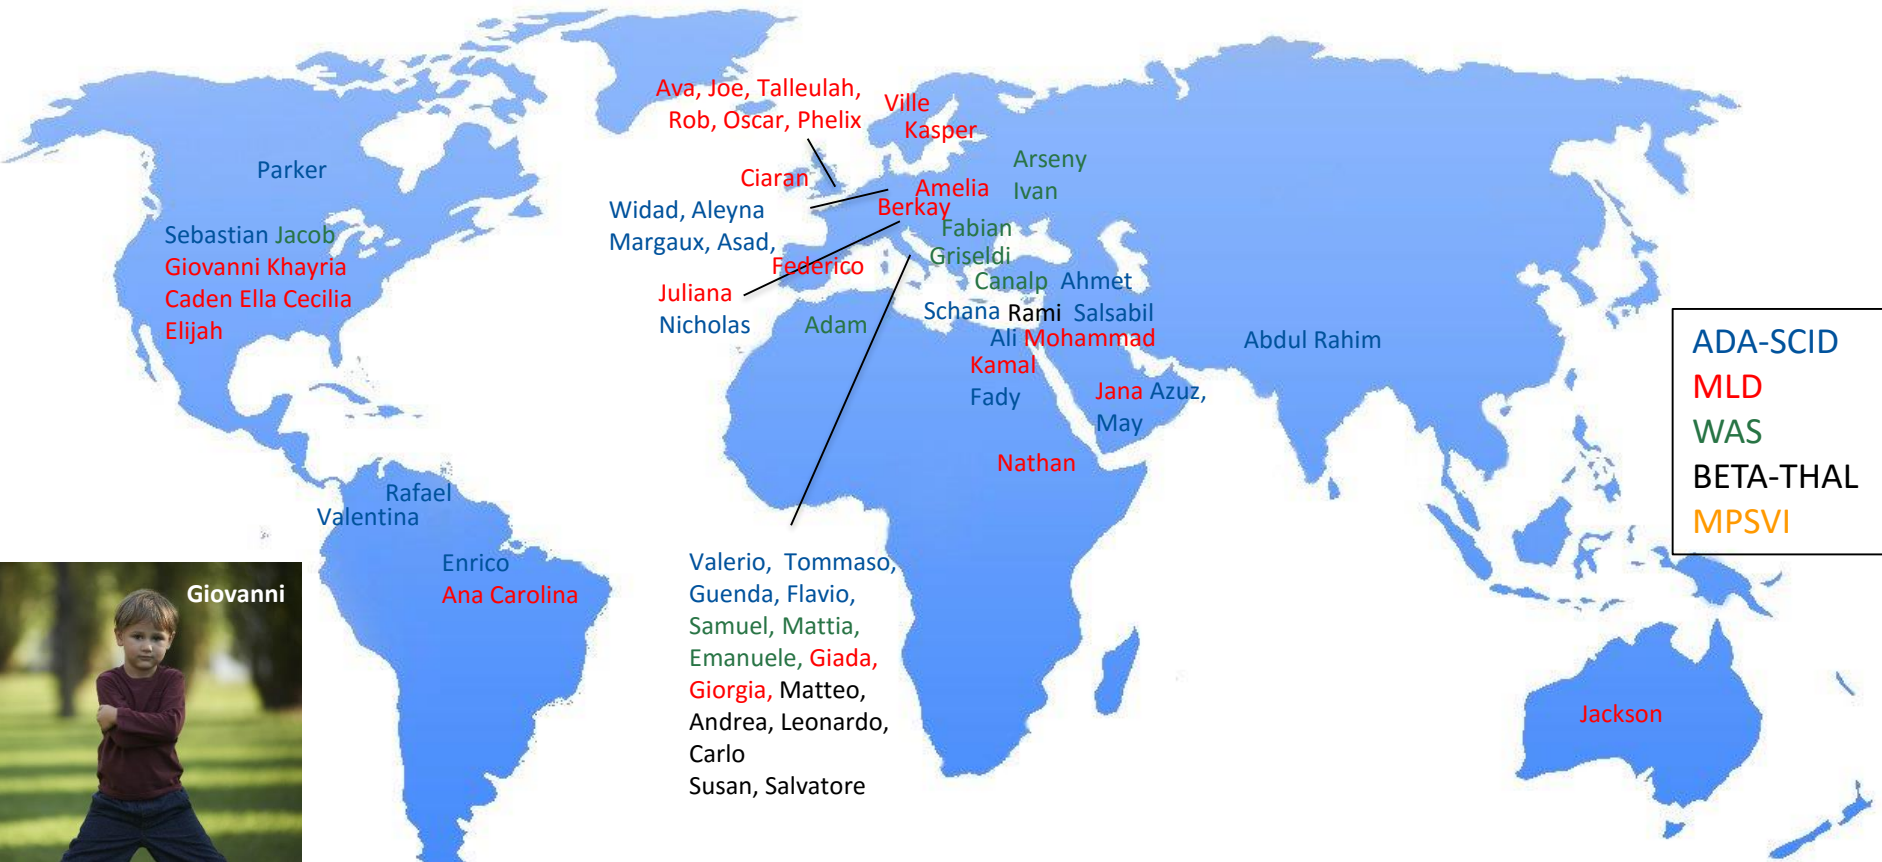 Ava, Joe, Talleulah,
Rob, Oscar, Phelix
Ville
Kasper
Parker
Ciaran
Arseny
Ivan
Amelia
Berkay
Widad, Aleyna
Margaux, Asad,
Sebastian Jacob
Giovanni Khayria
Caden Ella Cecilia
Elijah
Fabian
Griseldi
Federico
Canalp Ahmet
Juliana
Nicholas
Adam
Schana Rami Salsabil
Ali Mohammad
Kamal
Fady
Jana Azuz,
May
Abdul Rahim
Nathan
Rafael
Valentina
Enrico
Ana Carolina
Valerio, Tommaso,
Guenda, Flavio,
Samuel, Mattia,
Emanuele, Giada,
Giorgia, Matteo,
Andrea, Leonardo,
Carlo
Susan, Salvatore
Jackson
ADA-SCID
MLD
WAS
BETA-THAL
MPSVI
Giovanni